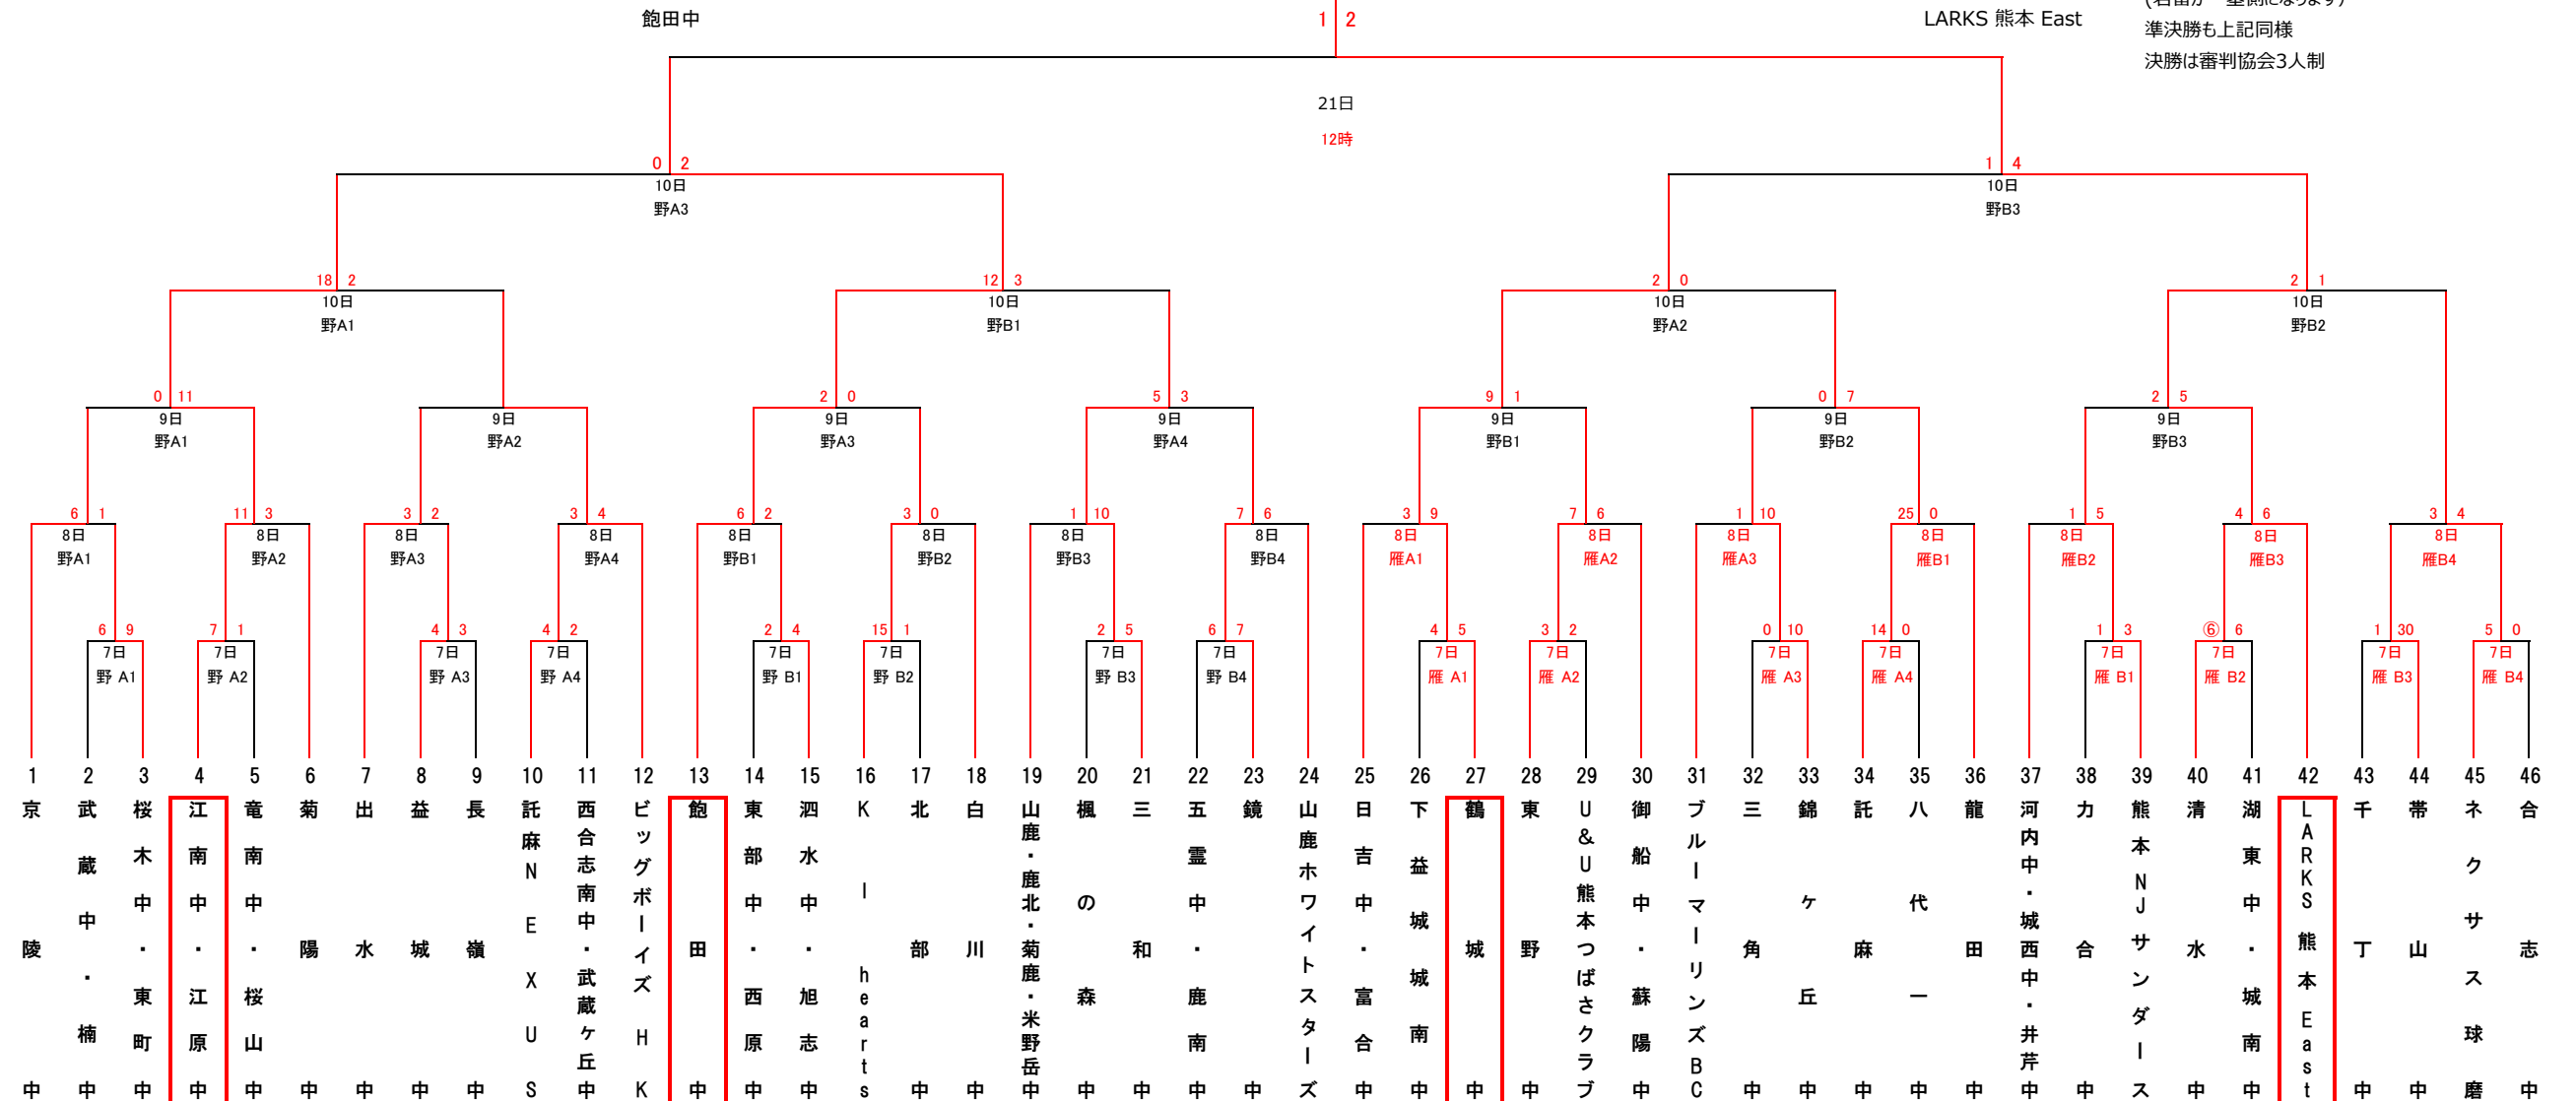 飽田中
1 2
LARKS 熊本 East
準決勝も上記同様
決勝は審判協会3人制
21日
12時
0 2
10日
野A3
1 4
10日
野B3
18 2
10日
野A1
12 3
10日
野B1
2 0
10日
野A2
2 1
10日
野B2
0 11
9日
野A1
9日
野A2
2 0
9日
野A3
5 3
9日
野A4
9 1
9日
野B1
0 7
9日
野B2
2 5
9日
野B3
6 1
8日
野A1
11 3
8日
野A2
3 2
8日
野A3
3 4
8日
野A4
6 2
8日
野B1
3 0
8日
野B2
1 10
8日
野B3
7 6
8日
野B4
3 9
8日
雁A1
7 6
8日
雁A2
1 10
8日
雁A3
25 0
8日
雁B1
1 5
8日
雁B2
4 6
8日
雁B3
3 4
8日
雁B4
6 9
7日
野 A1
7 1
7日
野 A2
4 3
7日
野 A3
4 2
7日
野 A4
2 4
7日
野 B1
15 1
7日
野 B2
2 5
7日
野 B3
6 7
7日
野 B4
4 5
7日
雁 A1
3 2
7日
雁 A2
0 10
7日
雁 A3
14 0
7日
雁 A4
1 3
7日
雁 B1
⑥ 6
7日
雁 B2
1 30
7日
雁 B3
5 0
7日
雁 B4
1 京陵中
2 武蔵中・楠中
3 桜木中・東町中
4 江南中・江原中
5 竜南中・桜山中
6 菊陽中
7 出水中
8 益城中
9 長嶺中
10 託麻NEXUS
11 西合志南中・武蔵ヶ丘中
12 ビッグボーイズHK
13 飽田中
14 東部中・西原中
15 泗水中・旭志中
16 K-hearts
17 北部中
18 白川中
19 山鹿・鹿北・菊鹿・米野岳中
20 楓の森中
21 三和中
22 五霊中・鹿南中
23 鏡中
24 山鹿ホワイトスターズ
25 日吉中・富合中
26 下益城城南中
27 鶴城中
28 東野中
29 U&U熊本つばさクラブ
30 御船中・蘇陽中
31 ブルーマーリンズBC
32 三角中
33 錦ヶ丘中
34 託麻中
35 八代一中
36 龍田中
37 河内中・城西中・井芹中
38 力合中
39 熊本NJサンダース
40 清水中
41 湖東中・城南中
42 LARKS熊本East
43 千丁中
44 帯山中
45 ネクサス球磨
46 合志中